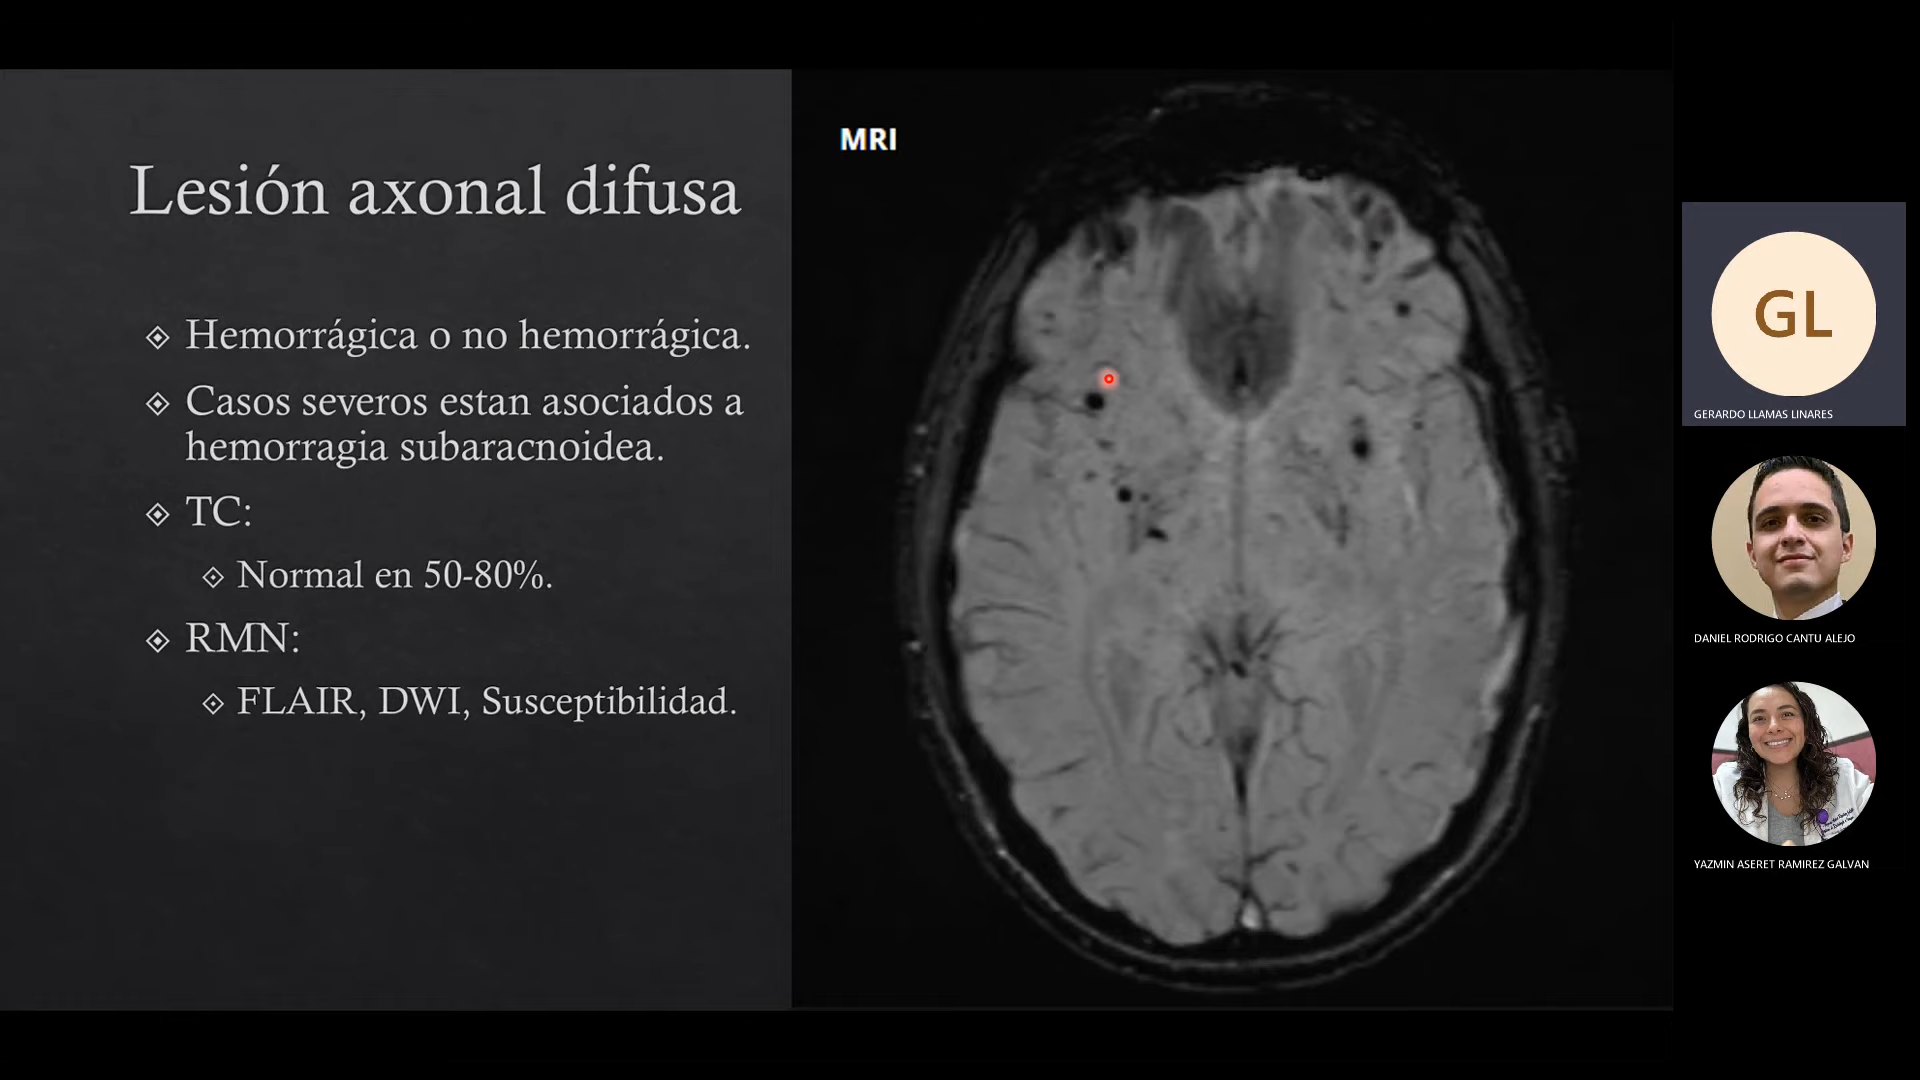 Lesión axonal difusa
Hemorrágica o no hemorrágica.
Casos severos estan asociados a
hemorragia subaracnoidea.
TC:
Normal en 50-80%.
RMN:
FLAIR, DWI, Susceptibilidad.
MRI
GL
GERARDO LLAMAS LINARES
DANIEL RODRIGO CANTU ALEJO
YAZMIN ASERET RAMIREZ GALVAN